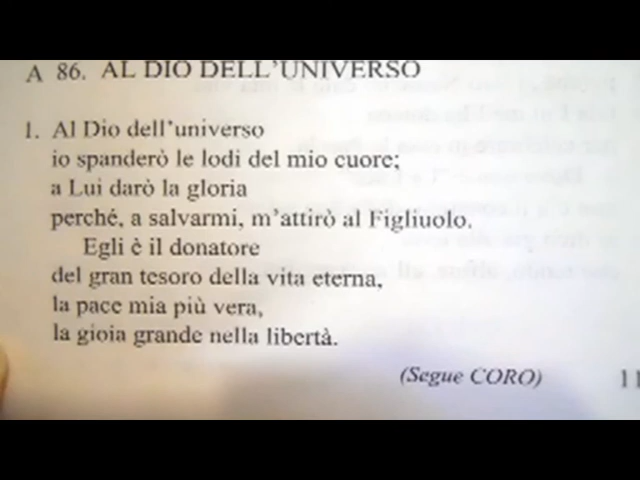 A 86. AL DIO DELL'UNIVERSO
1. Al Dio dell'universo
io spanderò le lodi del mio cuore;
a Lui darò la gloria
perché, a salvarmi, m'attirò al Figliuolo.
Egli è il donatore
del gran tesoro della vita eterna,
la pace mia più vera,
la gioia grande nella libertà.
(Segue CORO)
11